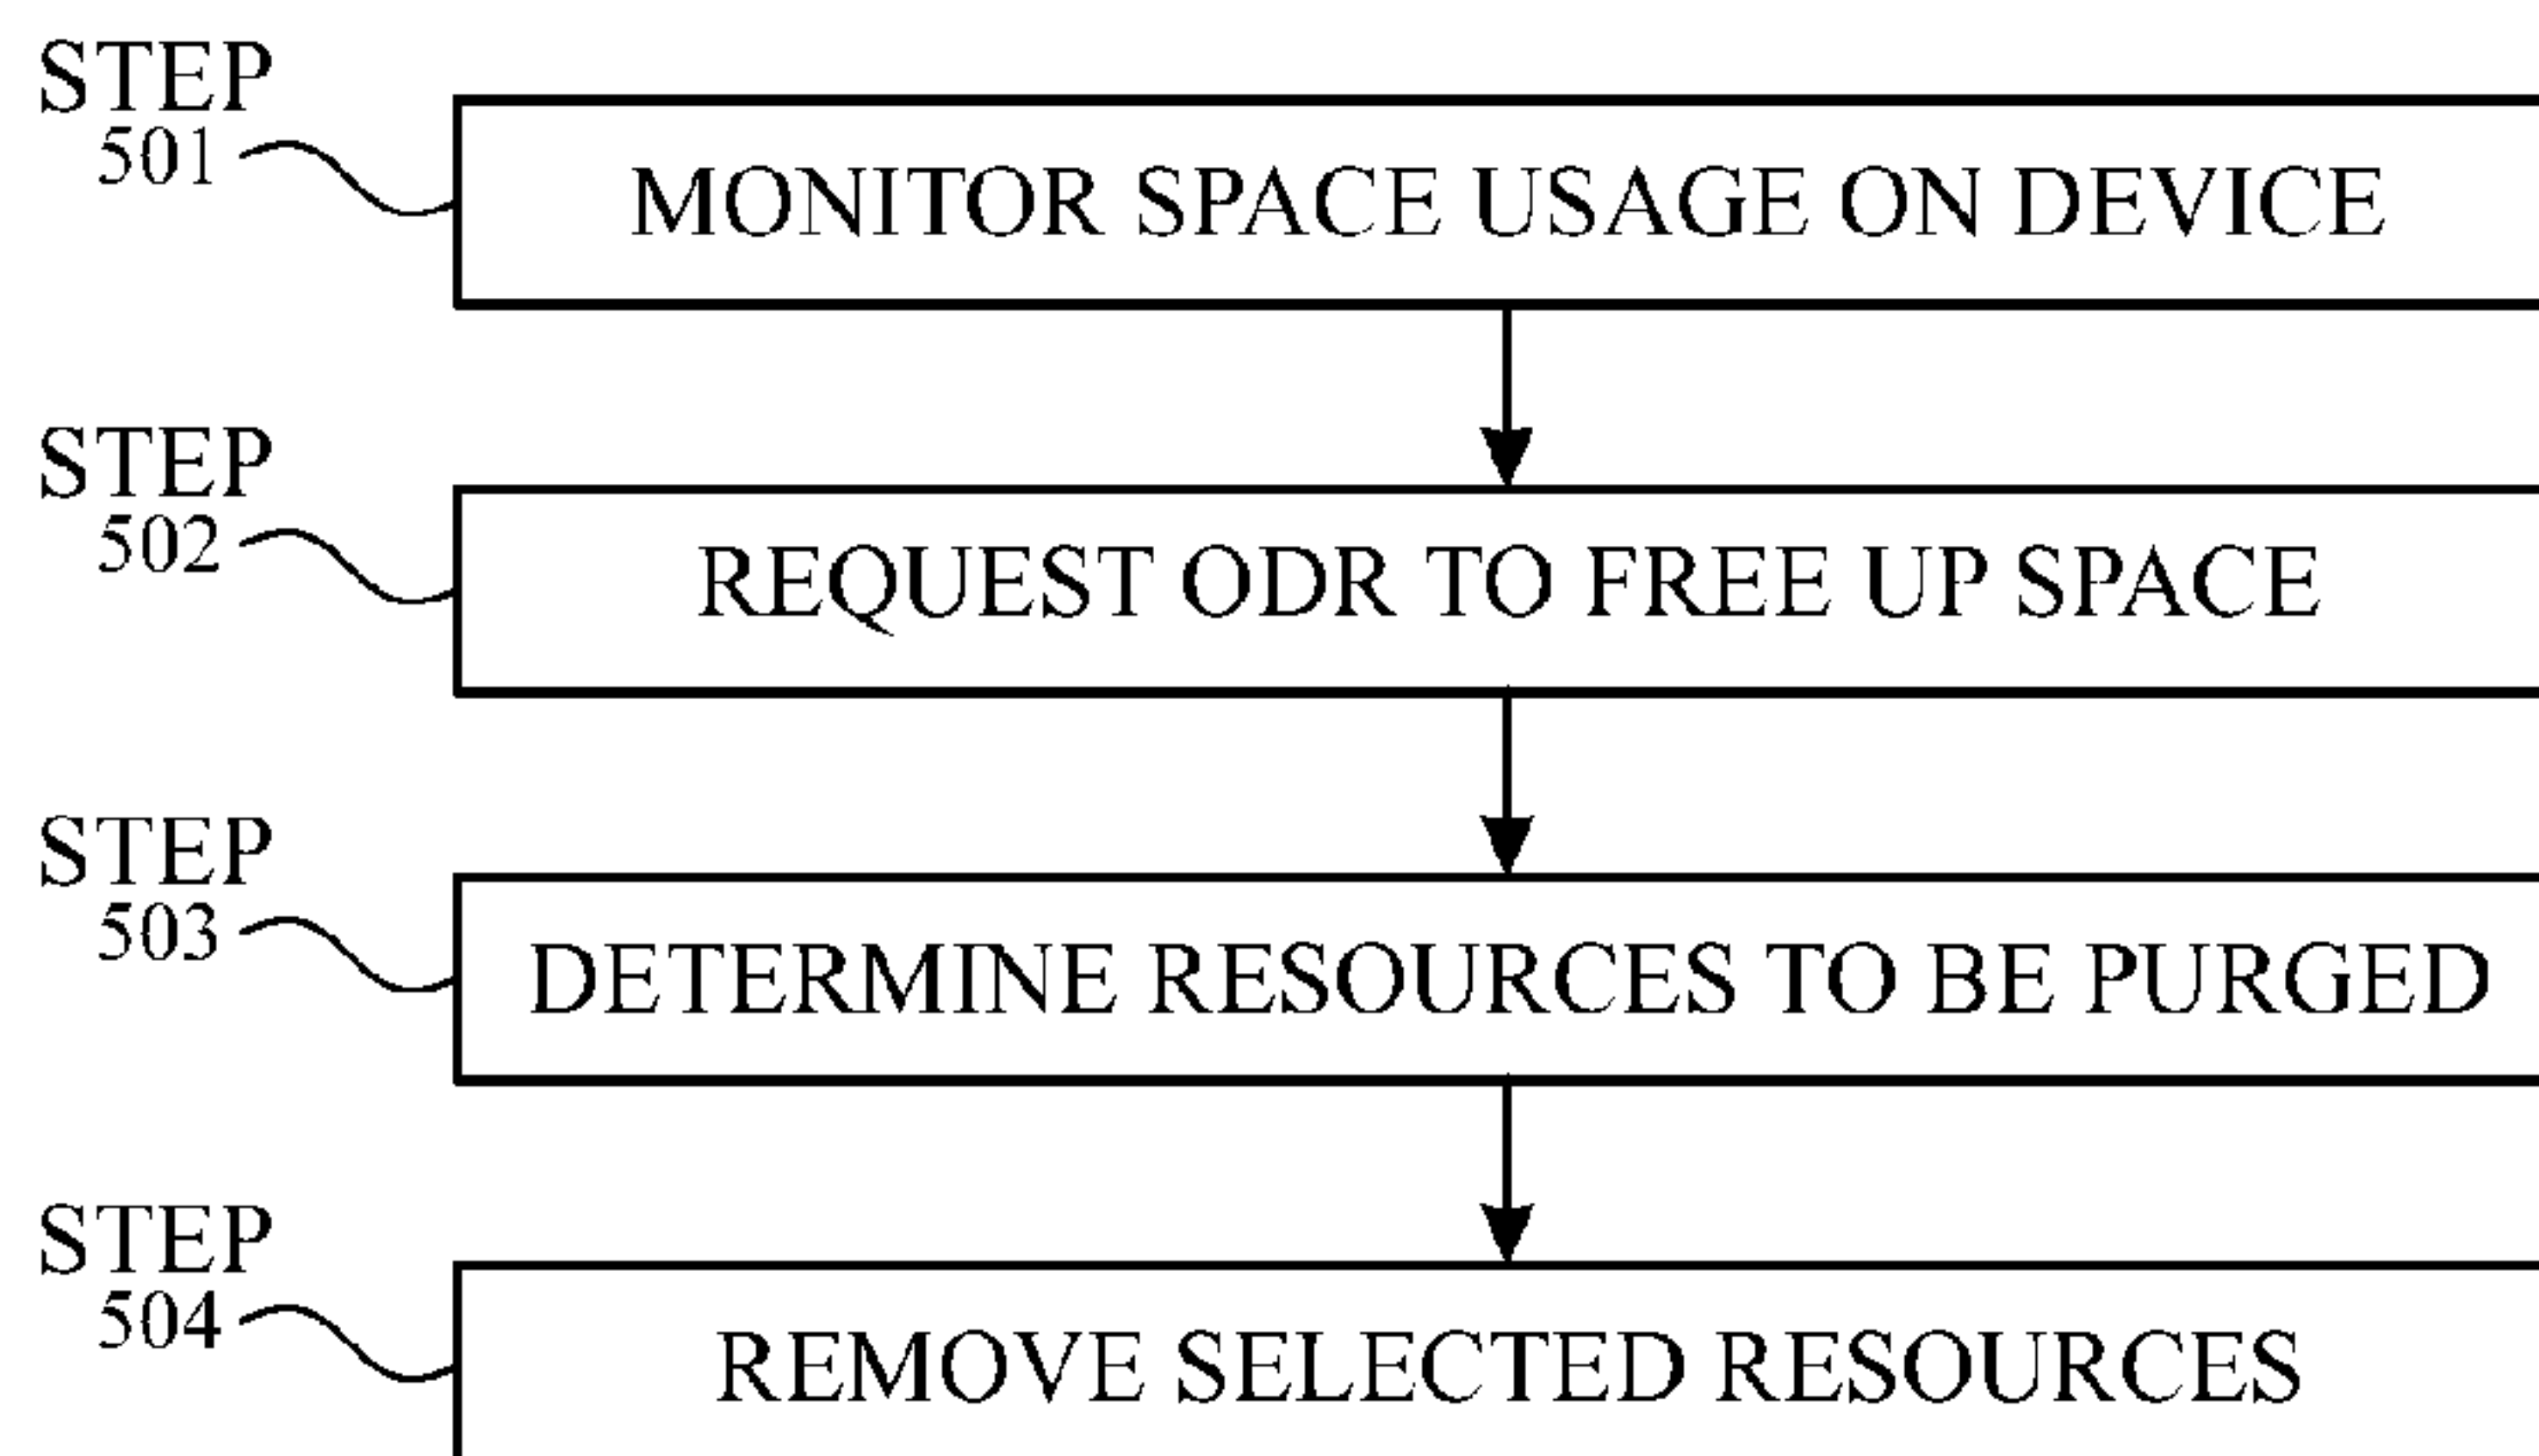 STEP
501
MONITOR SPACE USAGE ON DEVICE
STEP
502
REQUEST ODR TO FREE UP SPACE
STEP
503
DETERMINE RESOURCES TO BE PURGED
STEP
504
REMOVE SELECTED RESOURCES